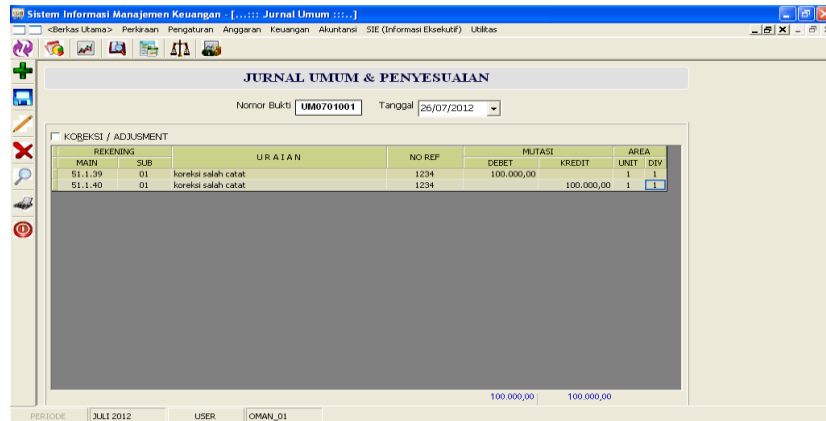 Sistem Informasi Manajemen Keuangan - [...::: Jurnal Umum :::..]
<Berkas Utama> Perkiraan Pengaturan Anggaran Keuangan Akuntansi SIE (Informasi Eksekutif) Utilitas
JURNAL UMUM & PENYESUAIAN
Nomor Bukti UM0701001 Tanggal 26/07/2012
KOREKSI / ADJUSMENT
REKENING URAIAN NO REF MUTASI AREA
MAIN SUB DEBET KREDIT UNIT DIV
51.1.39 01 koreksi salah catat 1234 100.000,00 1 1
51.1.40 01 koreksi salah catat 1234 100.000,00 1 1
100.000,00 100.000,00
PERIODE JULI 2012 USER OMAN_01